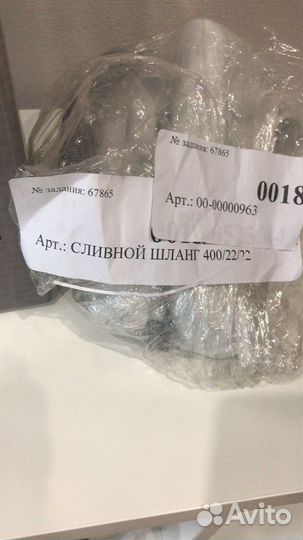 № задания: 67865
0018
Арт.: 00-00000963
№ задания: 67865
Арт.: СЛИВНОЙ ШЛАНГ 400/22/22
Avito